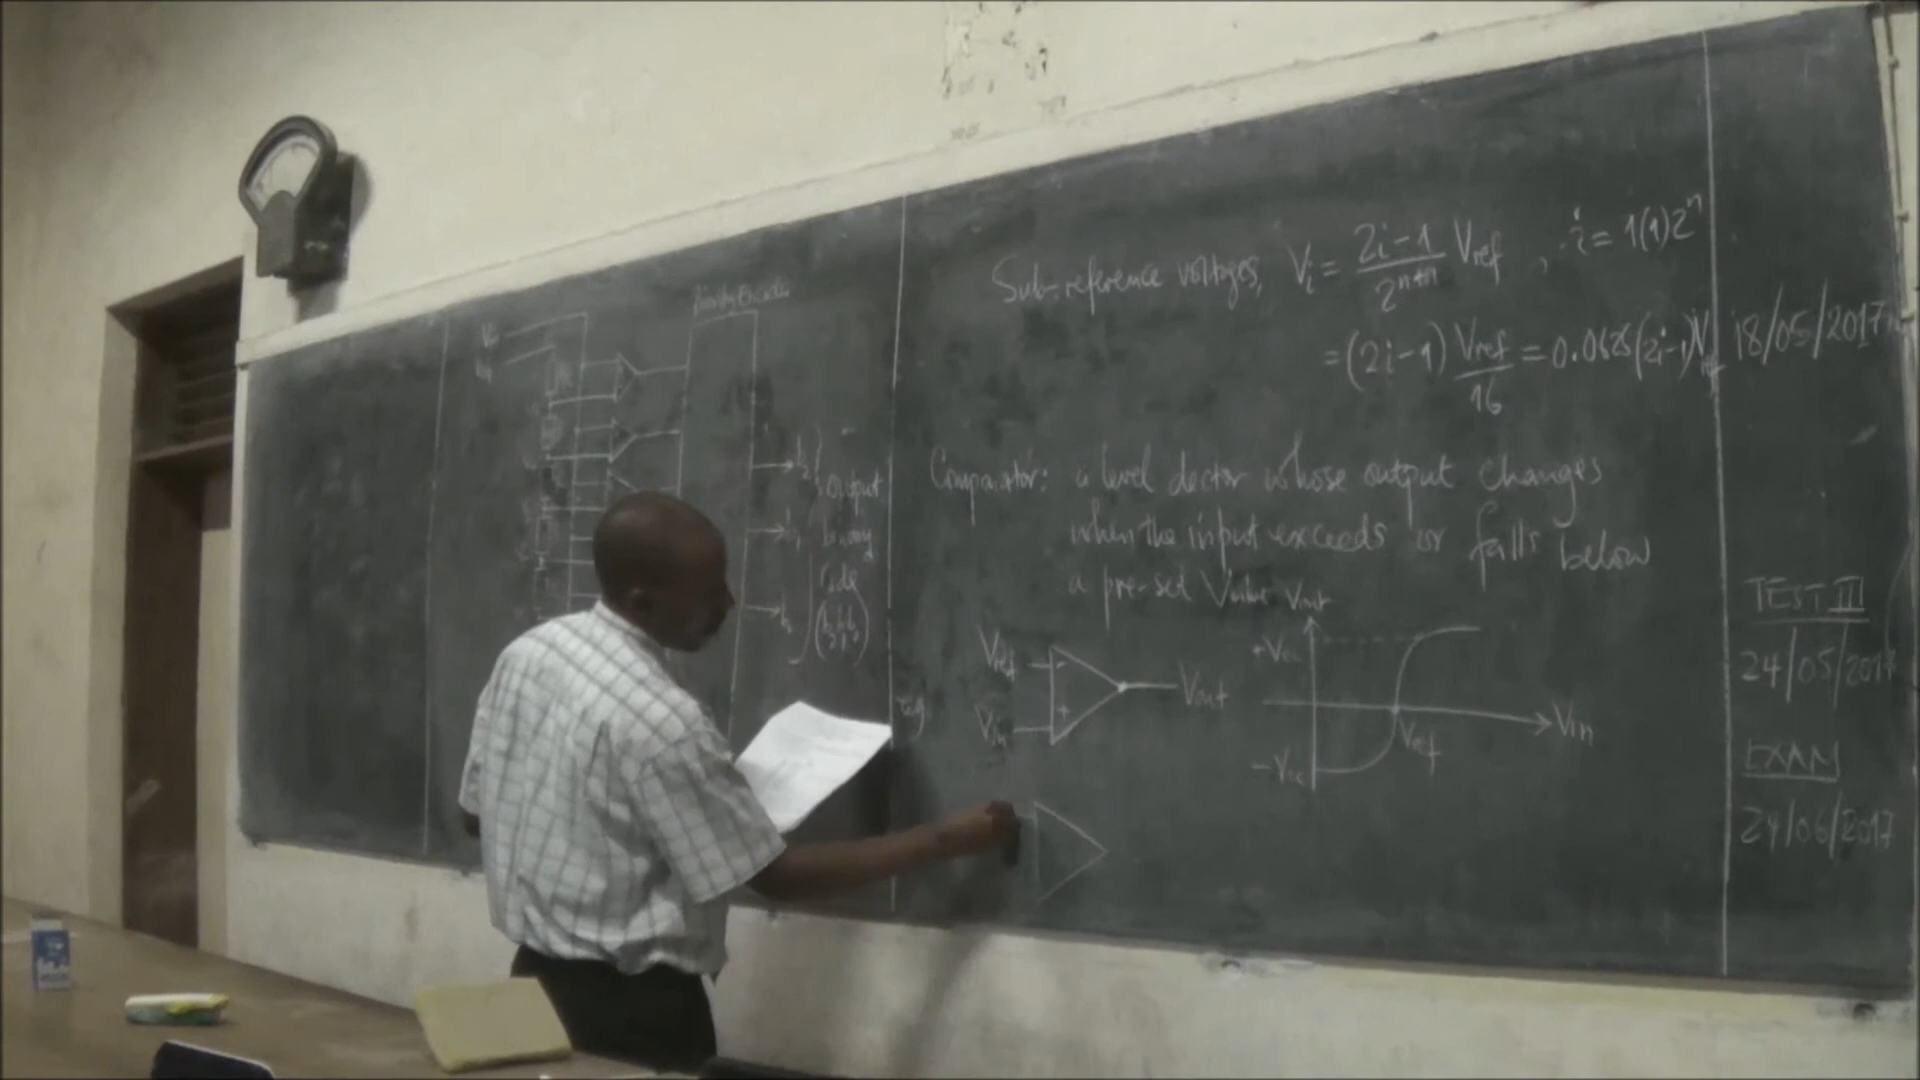 Priority Encoder
Output
binary
code
Sub-reference voltages, Vi = 2i-1 / 2^n+1 Vref , i = 1(1)2^n
= (2i-1) Vref / 16 = 0.0625(2i-1)Vref
18/05/2017
Comparator: a level dector whose output changes
when the input exceeds or falls below
a pre-set Value
Vout
Vref
-
+
Vin
Vout
+Vcc
-Vcc
Vref
Vin
TEST III
24/05/2017
EXAM
24/06/2017